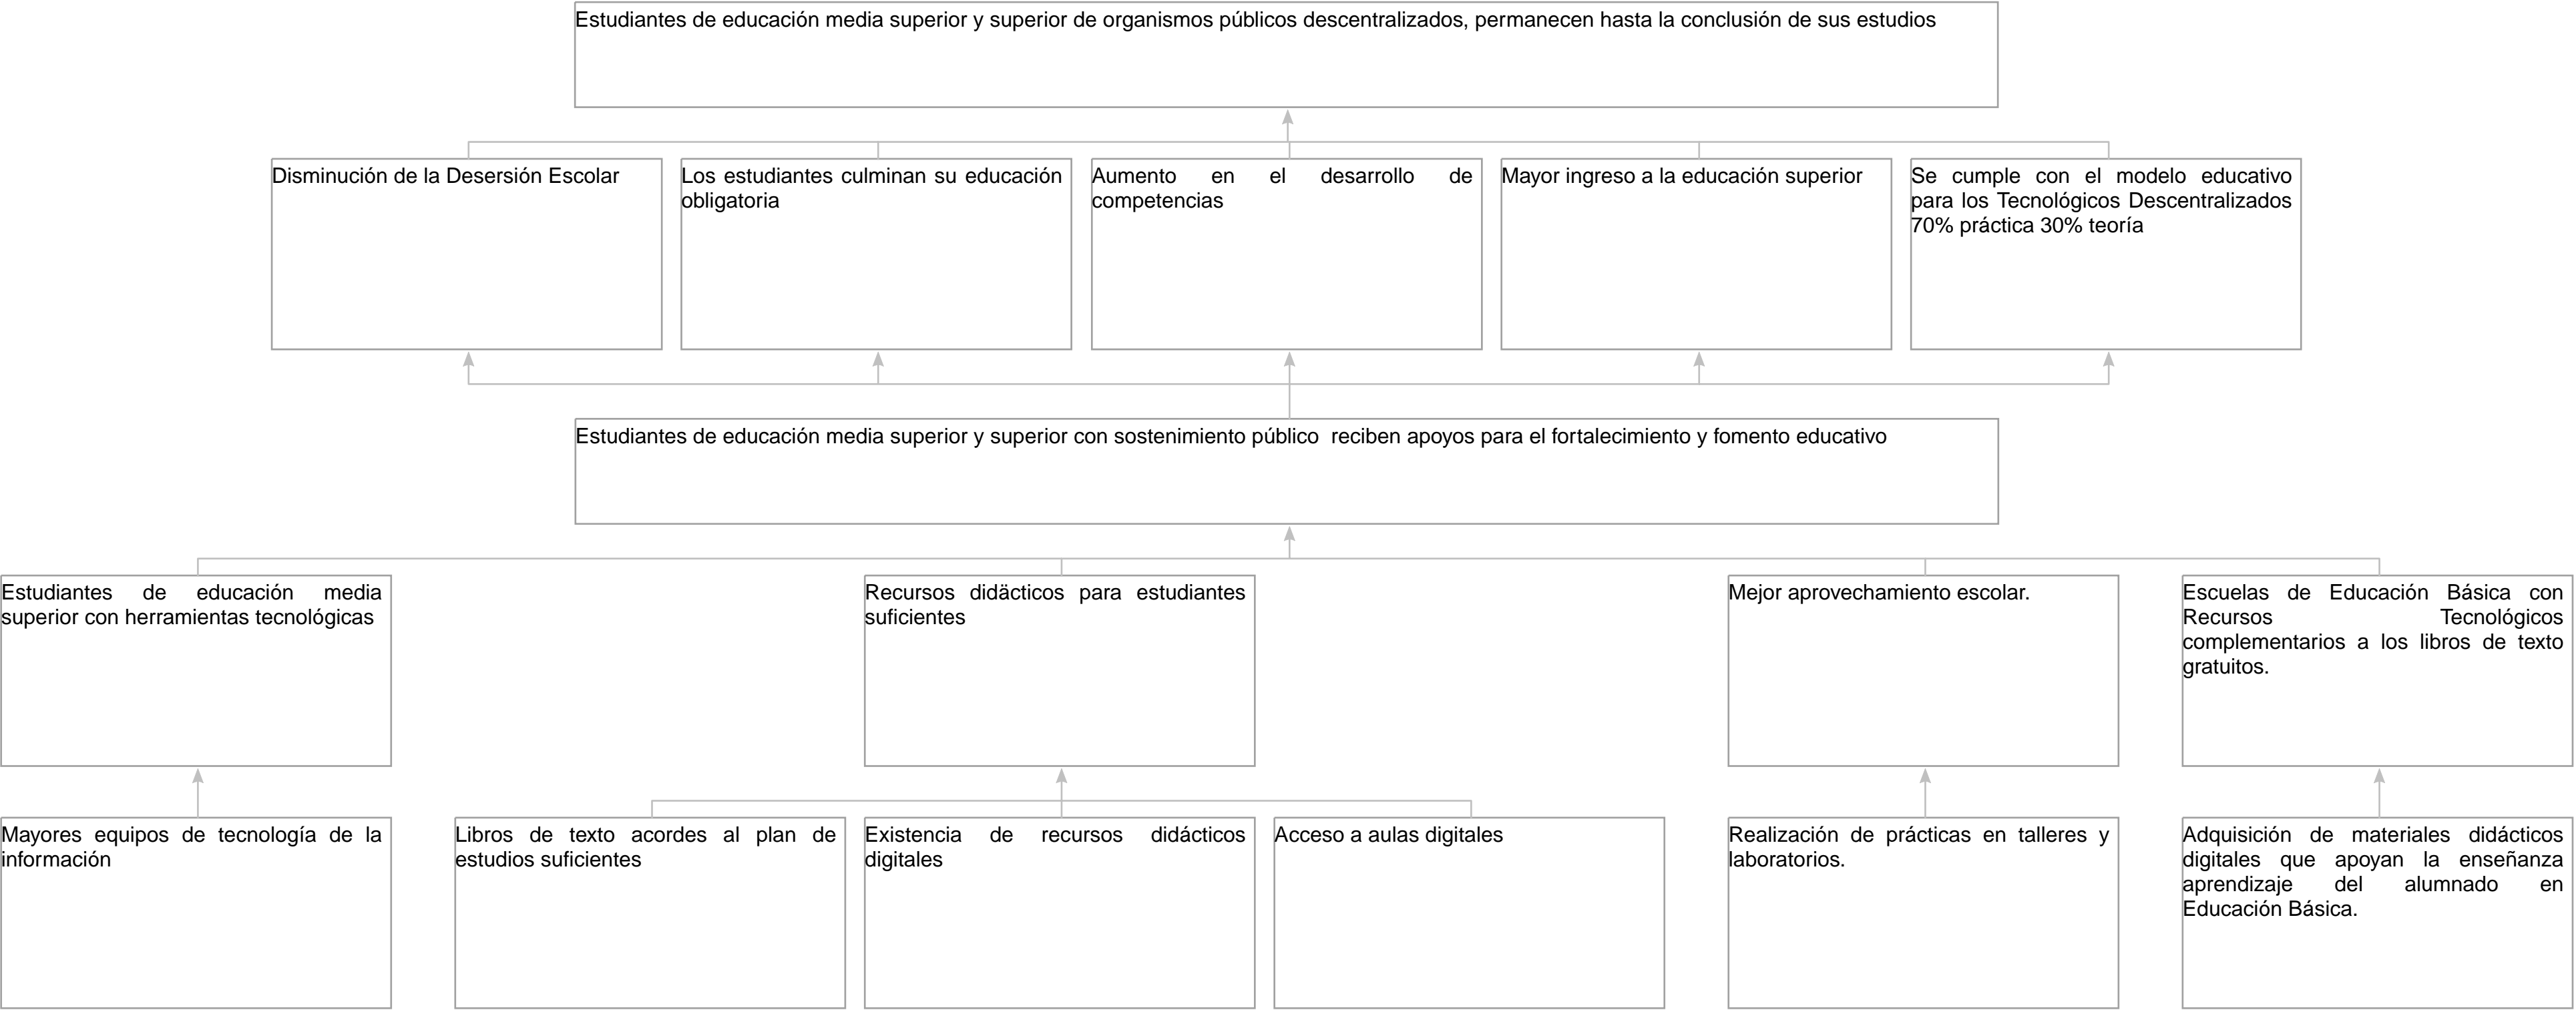 Estudiantes de educación media superior y superior de organismos públicos descentralizados, permanecen hasta la conclusión de sus estudios
Disminución de la Desersión Escolar
Los estudiantes culminan su educación
obligatoria
Aumento en el desarrollo de
competencias
Mayor ingreso a la educación superior
Se cumple con el modelo educativo
para los Tecnológicos Descentralizados
70% práctica 30% teoría
Estudiantes de educación media superior y superior con sostenimiento público  reciben apoyos para el fortalecimiento y fomento educativo
Estudiantes de educación media
superior con herramientas tecnológicas
Recursos didäcticos para estudiantes
suficientes
Mejor aprovechamiento escolar.
Escuelas de Educación Básica con
Recursos Tecnológicos
complementarios a los libros de texto
gratuitos.
Mayores equipos de tecnología de la
información
Libros de texto acordes al plan de
estudios suficientes
Existencia de recursos didácticos
digitales
Acceso a aulas digitales
Realización de prácticas en talleres y
laboratorios.
Adquisición de materiales didácticos
digitales que apoyan la enseñanza
aprendizaje del alumnado en
Educación Básica.